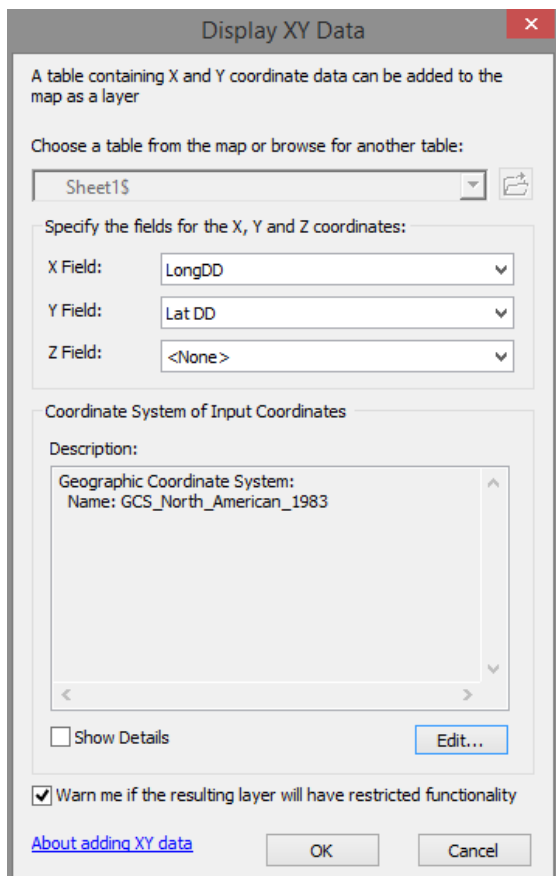 Display XY Data
A table containing X and Y coordinate data can be added to the
map as a layer
Choose a table from the map or browse for another table:
Sheet1$
Specify the fields for the X, Y and Z coordinates:
X Field: LongDD
Y Field: Lat DD
Z Field: <None>
Coordinate System of Input Coordinates
Description:
Geographic Coordinate System:
Name: GCS_North_American_1983
Show Details Edit...
Warn me if the resulting layer will have restricted functionality
About adding XY data OK Cancel